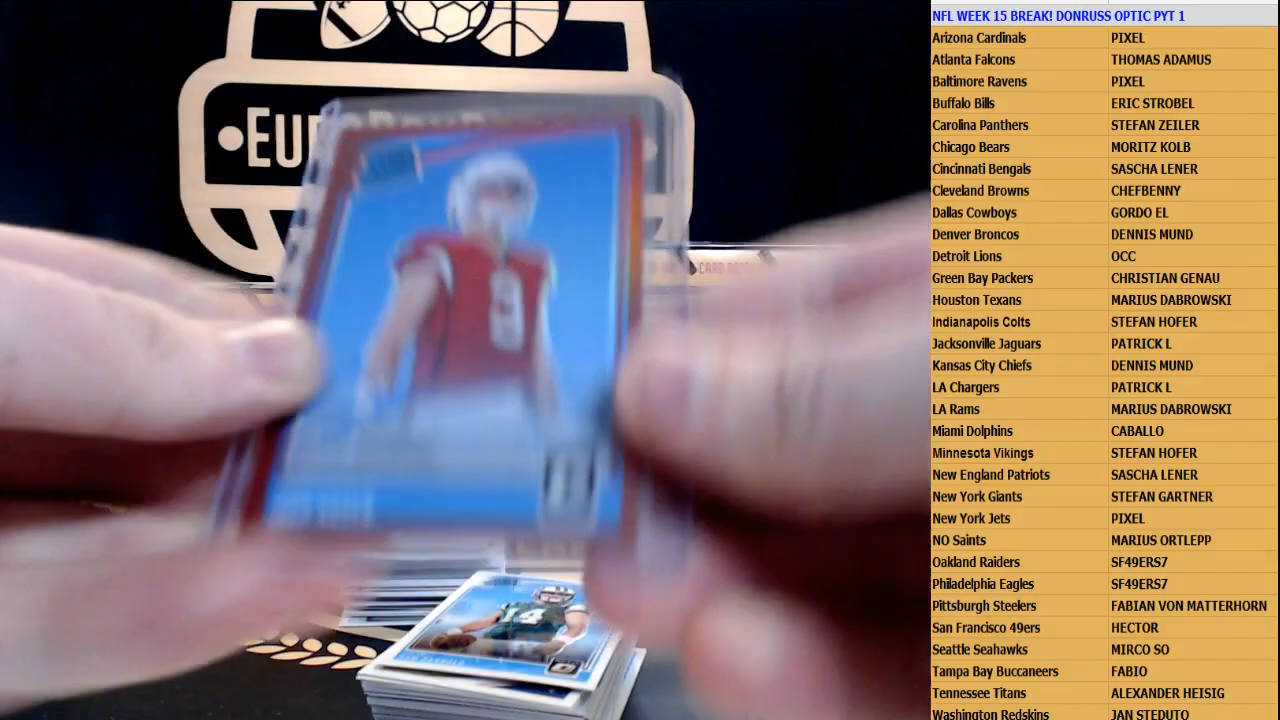 NFL WEEK 15 BREAK! DONRUSS OPTIC PYT 1
Arizona Cardinals PIXEL
Atlanta Falcons THOMAS ADAMUS
Baltimore Ravens PIXEL
Buffalo Bills ERIC STROBEL
Carolina Panthers STEFAN ZEILER
Chicago Bears MORITZ KOLB
Cincinnati Bengals SASCHA LENER
Cleveland Browns CHEFBENNY
Dallas Cowboys GORDO EL
Denver Broncos DENNIS MUND
Detroit Lions OCC
Green Bay Packers CHRISTIAN GENAU
Houston Texans MARIUS DABROWSKI
Indianapolis Colts STEFAN HOFER
Jacksonville Jaguars PATRICK L
Kansas City Chiefs DENNIS MUND
LA Chargers PATRICK L
LA Rams MARIUS DABROWSKI
Miami Dolphins CABALLO
Minnesota Vikings STEFAN HOFER
New England Patriots SASCHA LENER
New York Giants STEFAN GARTNER
New York Jets PIXEL
NO Saints MARIUS ORTLEPP
Oakland Raiders SF49ERS7
Philadelphia Eagles SF49ERS7
Pittsburgh Steelers FABIAN VON MATTERHORN
San Francisco 49ers HECTOR
Seattle Seahawks MIRCO SO
Tampa Bay Buccaneers FABIO
Tennessee Titans ALEXANDER HEISIG
Washington Redskins JAN STEDUTO